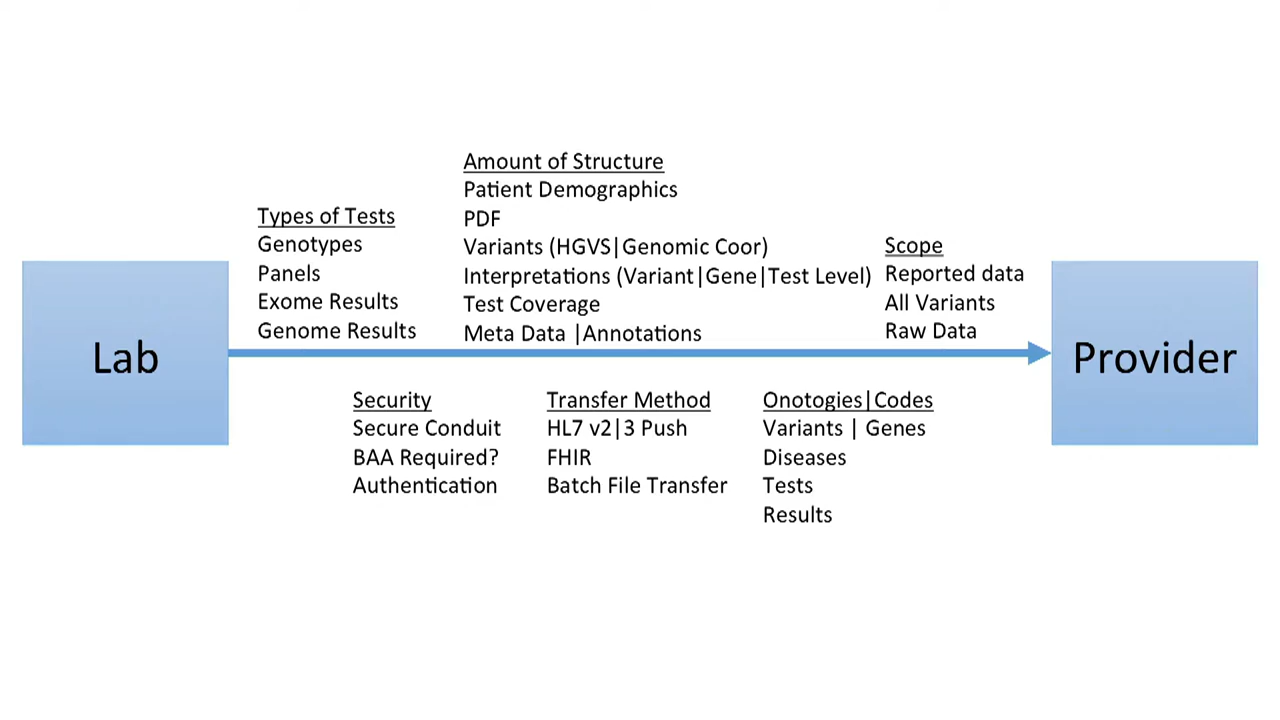 Lab
Types of Tests
Genotypes
Panels
Exome Results
Genome Results
Amount of Structure
Patient Demographics
PDF
Variants (HGVS|Genomic Coor)
Interpretations (Variant|Gene|Test Level)
Test Coverage
Meta Data |Annotations
Scope
Reported data
All Variants
Raw Data
Provider
Security
Secure Conduit
BAA Required?
Authentication
Transfer Method
HL7 v2|3 Push
FHIR
Batch File Transfer
Onotogies|Codes
Variants | Genes
Diseases
Tests
Results